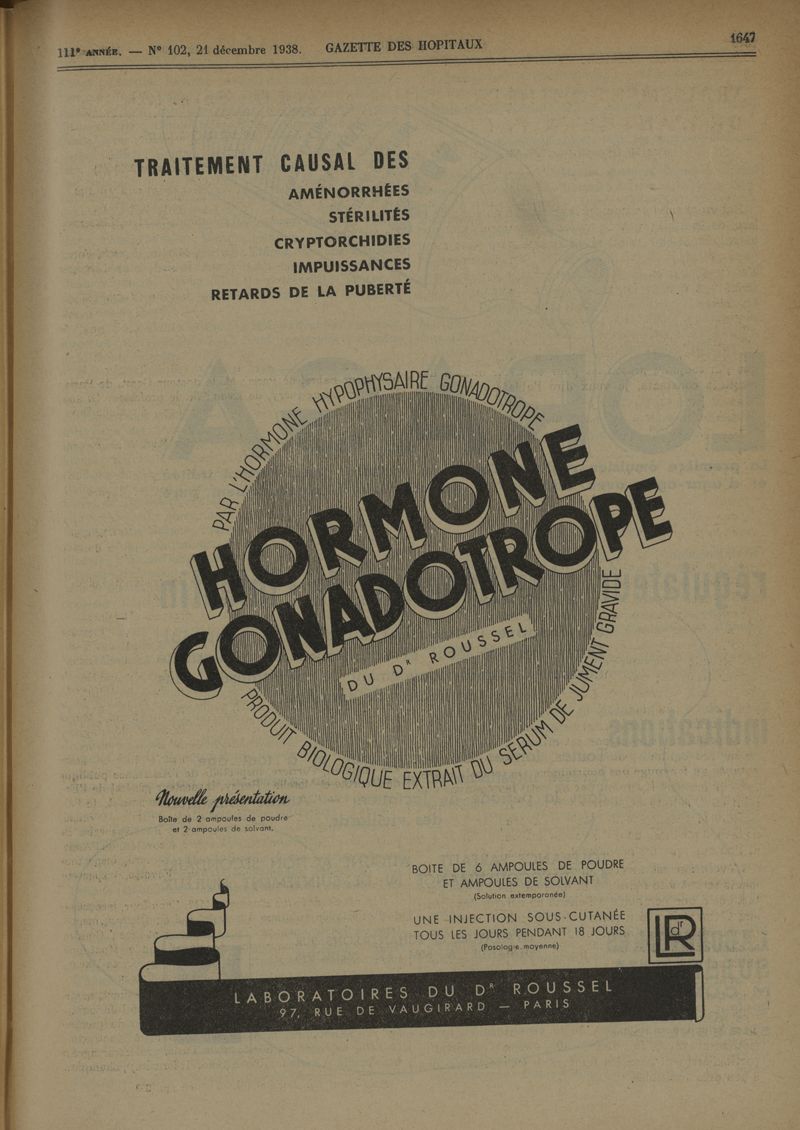 111e ANNÉE. — N° 102, 21 décembre 1938. GAZETTE DES HOPITAUX 1647
TRAITEMENT CAUSAL DES
AMÉNORRHÉES
STÉRILITÉS
CRYPTORCHIDIES
IMPUISSANCES
RETARDS DE LA PUBERTÉ
PAR L'HORMONE HYPOPHYSAIRE GONADOTROPE
HORMONE
GONADOTROPE
DU DR ROUSSEL
PRODUIT BIOLOGIQUE EXTRAIT DU SERUM DE JUMENT GRAVIDE
Nouvelle présentation
Boîte de 2 ampoules de poudre
et 2 ampoules de solvant.
BOITE DE 6 AMPOULES DE POUDRE
ET AMPOULES DE SOLVANT
(Solution extemporanée)
UNE INJECTION SOUS-CUTANÉE
TOUS LES JOURS PENDANT 18 JOURS
(Posologie moyenne)
LDRR
LABORATOIRES DU DR ROUSSEL
97, RUE DE VAUGIRARD — PARIS